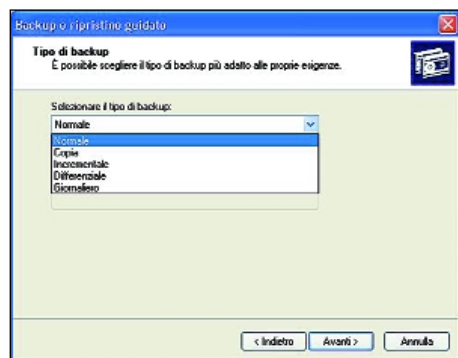 Backup o ripristino guidato
Tipo di backup
È possibile scegliere il tipo di backup più adatto alle proprie esigenze.
Selezionare il tipo di backup:
Normale
Normale
Copia
Incrementale
Differenziale
Giornaliero
< Indietro
Avanti >
Annulla